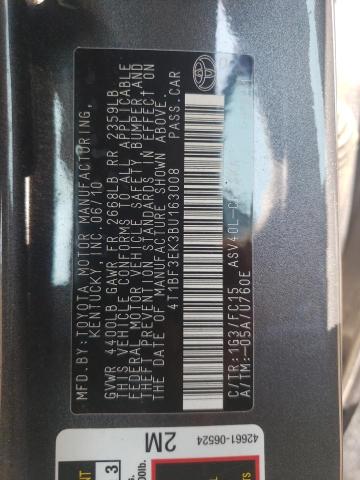 MFD.BY:TOYOTA MOTOR MANUFACTURING,
KENTUCKY, INC. 06/10
GVWR 4400LB GAWR FR 2668LB RR 2359LB
THIS VEHICLE CONFORMS TO ALL APPLICABLE
FEDERAL MOTOR VEHICLE SAFETY, BUMPER AND
THEFT PREVENTION STANDARDS IN EFFECT ON
THE DATE OF MANUFACTURE SHOWN ABOVE.
4T1BF3EK3BU163008 PASS.CAR
C/TR:1G3/FC15 ASV40L-C
A/TM:-05A/U760E
42661-06524
2M
3